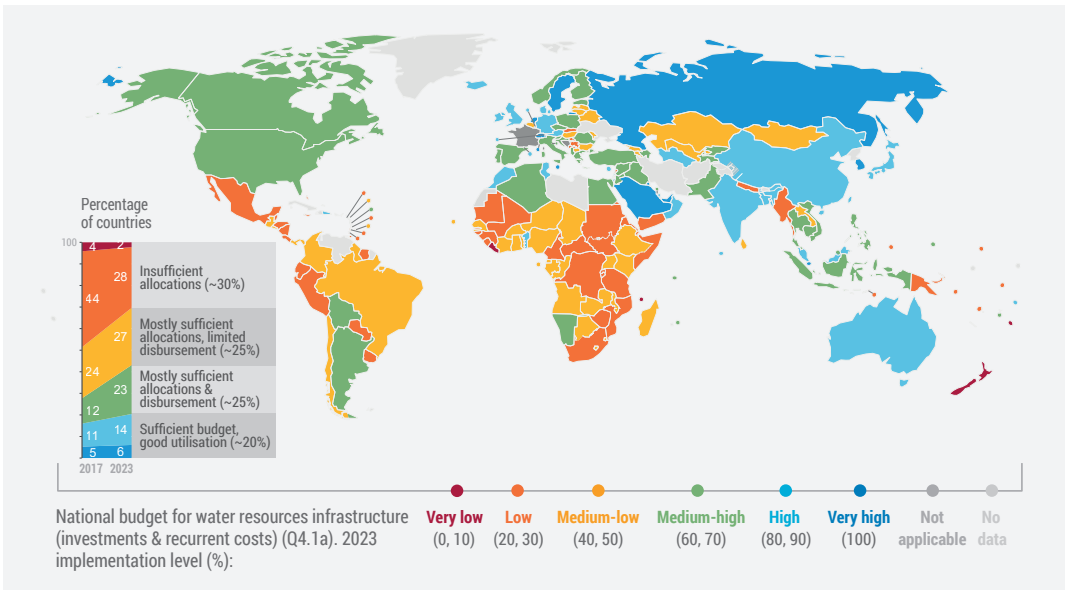 Percentage
of countries
100
4 2
28
44
27
24
23
12
14
11
5 6
2017 2023
Insufficient
allocations (~30%)
Mostly sufficient
allocations, limited
disbursement (~25%)
Mostly sufficient
allocations &
disbursement (~25%)
Sufficient budget,
good utilisation (~20%)
National budget for water resources infrastructure
(investments & recurrent costs) (Q4.1a). 2023
implementation level (%):
Very low
(0, 10)
Low
(20, 30)
Medium-low
(40, 50)
Medium-high
(60, 70)
High
(80, 90)
Very high
(100)
Not
applicable
No
data